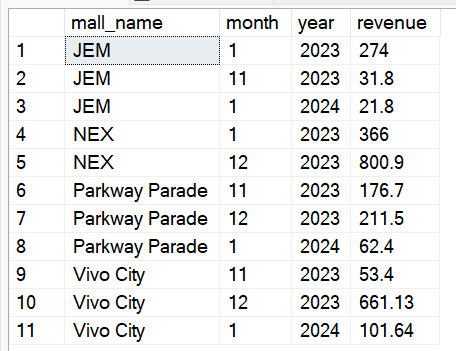 mall_name month year revenue
1 JEM 1 2023 274
2 JEM 11 2023 31.8
3 JEM 1 2024 21.8
4 NEX 1 2023 366
5 NEX 12 2023 800.9
6 Parkway Parade 11 2023 176.7
7 Parkway Parade 12 2023 211.5
8 Parkway Parade 1 2024 62.4
9 Vivo City 11 2023 53.4
10 Vivo City 12 2023 661.13
11 Vivo City 1 2024 101.64